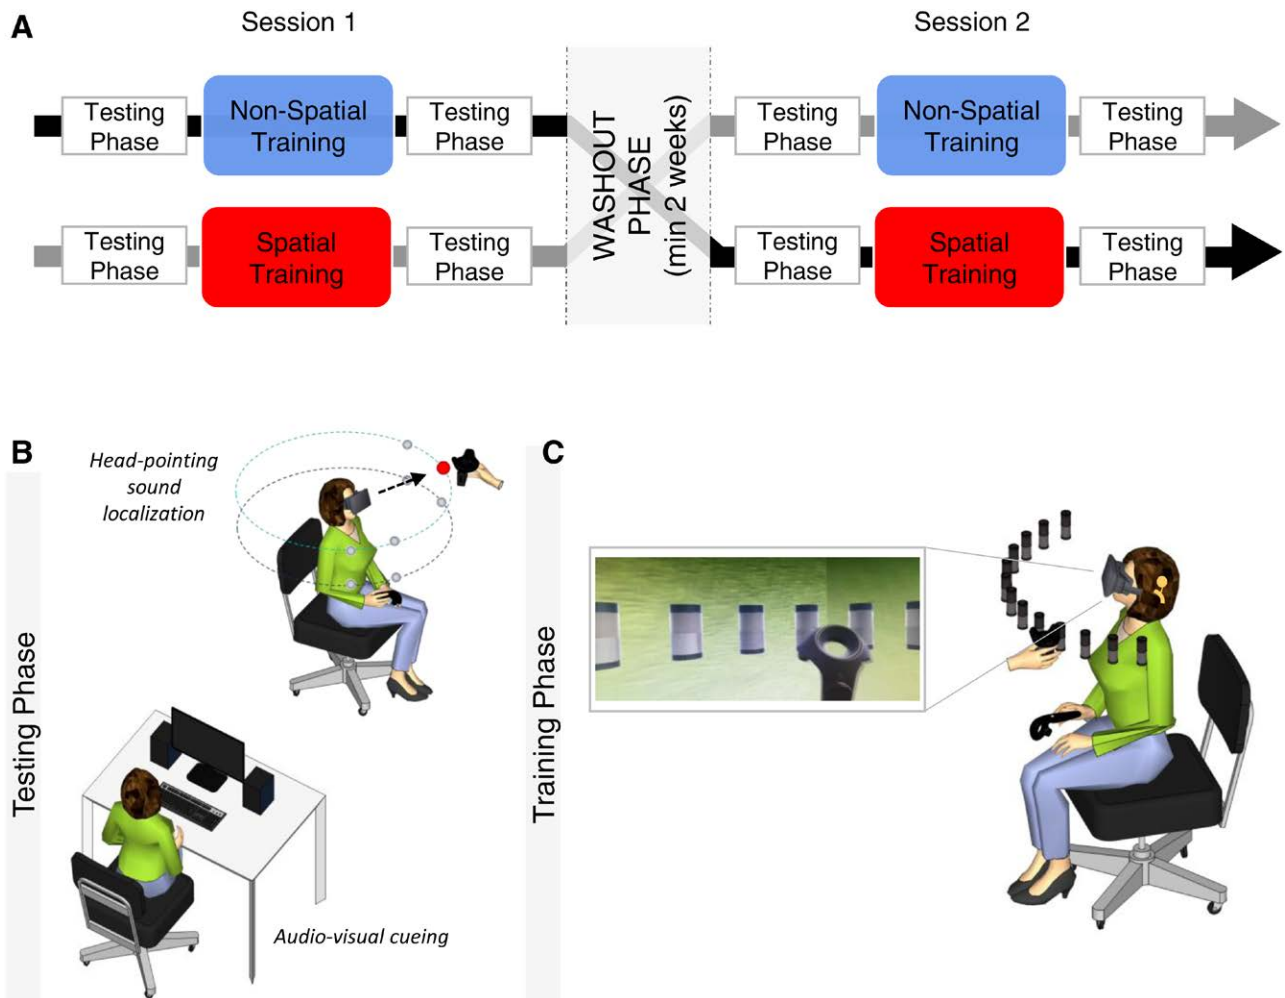 A
Session 1
Session 2
Testing
Phase
Non-Spatial
Training
Testing
Phase
WASHOUT
PHASE
(min 2 weeks)
Testing
Phase
Non-Spatial
Training
Testing
Phase
Testing
Phase
Spatial
Training
Testing
Phase
Testing
Phase
Spatial
Training
Testing
Phase
B
Head-pointing
sound
localization
Testing Phase
Audio-visual cueing
C
Training Phase